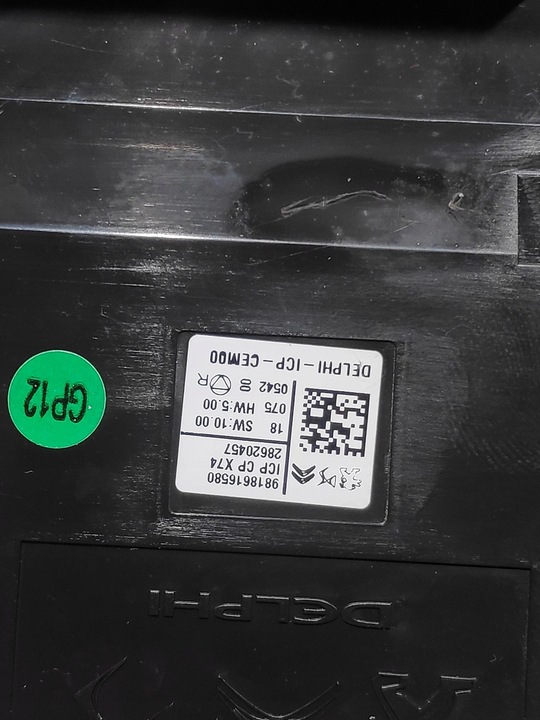 9818616580
ICP CP X74
28620457
18 SW:10.00
075 HW:5.00
0542 8 R
DELPHI-ICP-CEM00
GP12
DELPHI